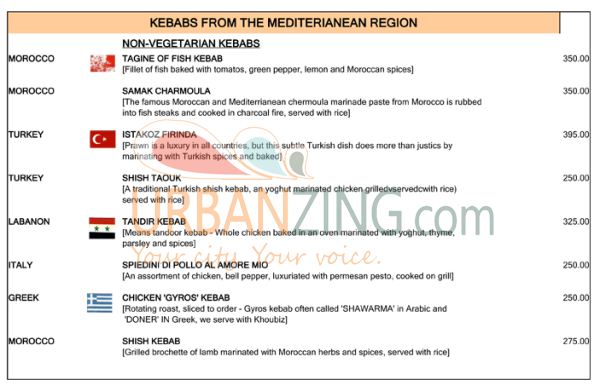 KEBABS FROM THE MEDITERIANEAN REGION
NON-VEGETARIAN KEBABS
MOROCCO TAGINE OF FISH KEBAB 350.00
[Fillet of fish baked with tomatos, green pepper, lemon and Moroccan spices]
MOROCCO SAMAK CHARMOULA 350.00
[The famous Moroccan and Mediterrianean chermoula marinade paste from Morocco is rubbed
into fish steaks and cooked in charcoal fire, served with rice]
TURKEY ISTAKOZ FIRINDA 395.00
[Prawn is a luxury in all countries, but this subtle Turkish dish does more than justics by
marinating with Turkish spices and baked]
TURKEY SHISH TAOUK 250.00
[A traditional Turkish shish kebab, an yoghut marinated chicken grilledvservedcwith rice)
served with rice]
LABANON TANDIR KEBAB 325.00
[Means tandoor kebab - Whole chicken baked in an oven marinated with yoghut, thyme,
parsley and spices]
ITALY SPIEDINI DI POLLO AL AMORE MIO 250.00
[An assortment of chicken, bell pepper, luxuriated with permesan pesto, cooked on grill]
GREEK CHICKEN 'GYROS' KEBAB 250.00
[Rotating roast, sliced to order - Gyros kebab often called 'SHAWARMA' in Arabic and
'DONER' IN Greek, we serve with Khoubiz]
MOROCCO SHISH KEBAB 275.00
[Grilled brochette of lamb marinated with Moroccan herbs and spices, served with rice]
URBANZING.com
Your city. Your voice.